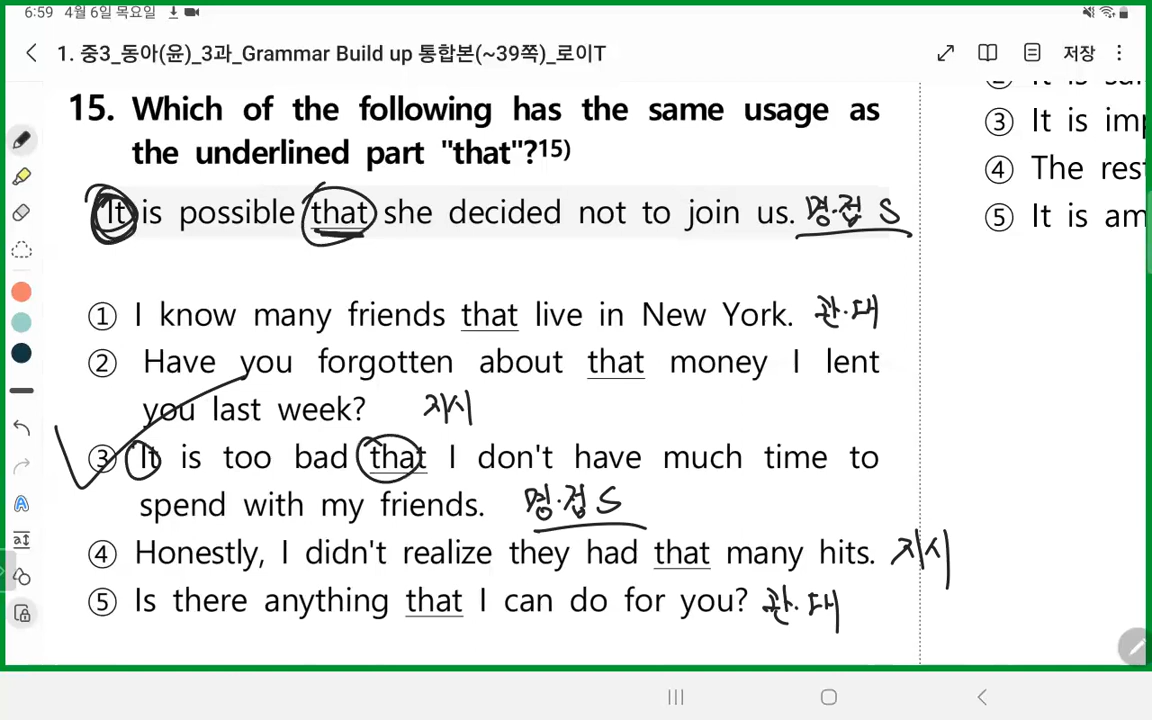 6:59 4월 6일 목요일
1. 중3_동아(윤)_3과_Grammar Build up 통합본(~39쪽)_로이T
저장
15. Which of the following has the same usage as
the underlined part "that"?15)
It is possible that she decided not to join us. 명·접 S
① I know many friends that live in New York. 관·대
② Have you forgotten about that money I lent
you last week? 지시
③ It is too bad that I don't have much time to
spend with my friends. 명·접 S
④ Honestly, I didn't realize they had that many hits. 지시
⑤ Is there anything that I can do for you? 관·대
③ It is
④ The
⑤ It is am